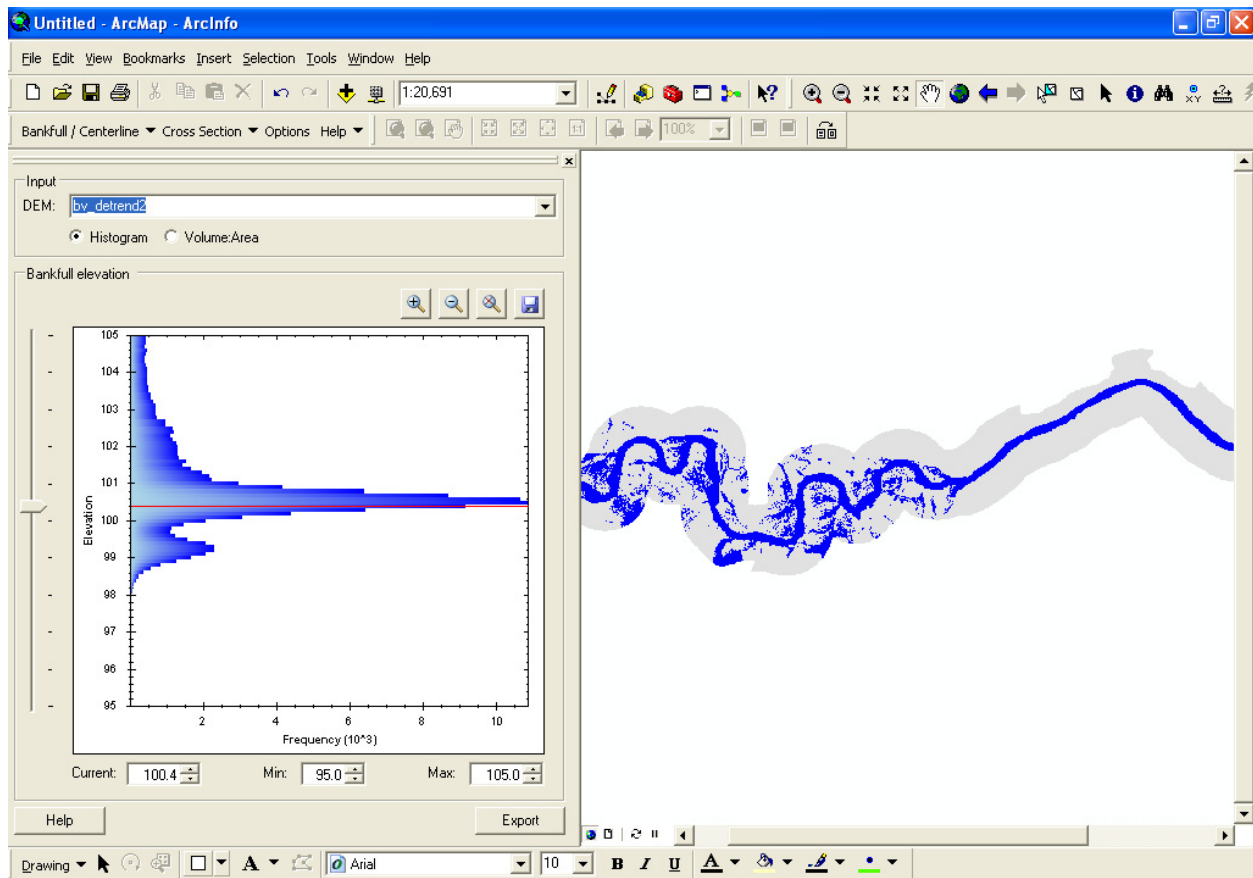 Untitled - ArcMap - ArcInfo
File Edit View Bookmarks Insert Selection Tools Window Help
1:20,691
Bankfull / Centerline Cross Section Options Help 1:1 100%
Input
DEM: bv_detrend2
Histogram Volume:Area
Bankfull elevation
105
104
103
102
101
100
99
98
97
96
95
Elevation
2 4 6 8 10
Frequency (10^3)
Current: 100.4 Min: 95.0 Max: 105.0
Help Export
Drawing A Arial 10 B I U A